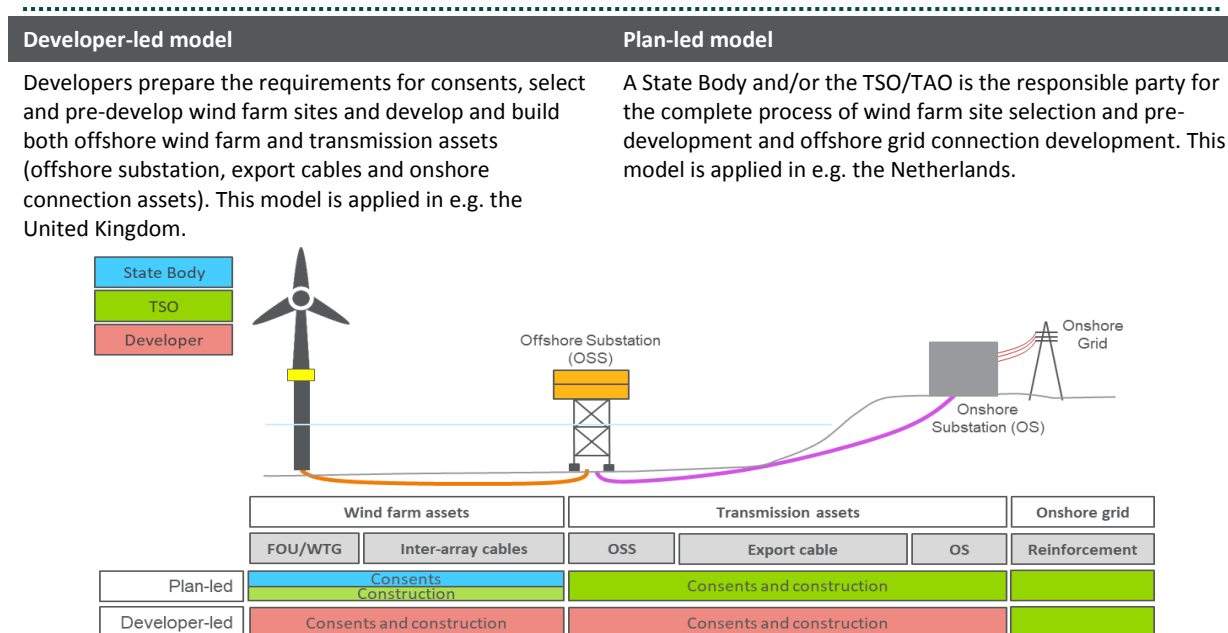 Developer-led model
Plan-led model
Developers prepare the requirements for consents, select
and pre-develop wind farm sites and develop and build
both offshore wind farm and transmission assets
(offshore substation, export cables and onshore
connection assets). This model is applied in e.g. the
United Kingdom.
A State Body and/or the TSO/TAO is the responsible party for
the complete process of wind farm site selection and pre-
development and offshore grid connection development. This
model is applied in e.g. the Netherlands.
State Body
TSO
Developer
Offshore Substation
(OSS)
Onshore
Grid
Onshore
Substation (OS)
Wind farm assets
Transmission assets
Onshore grid
FOU/WTG
Inter-array cables
OSS
Export cable
OS
Reinforcement
Plan-led
Consents
Construction
Consents and construction
Developer-led
Consents and construction
Consents and construction